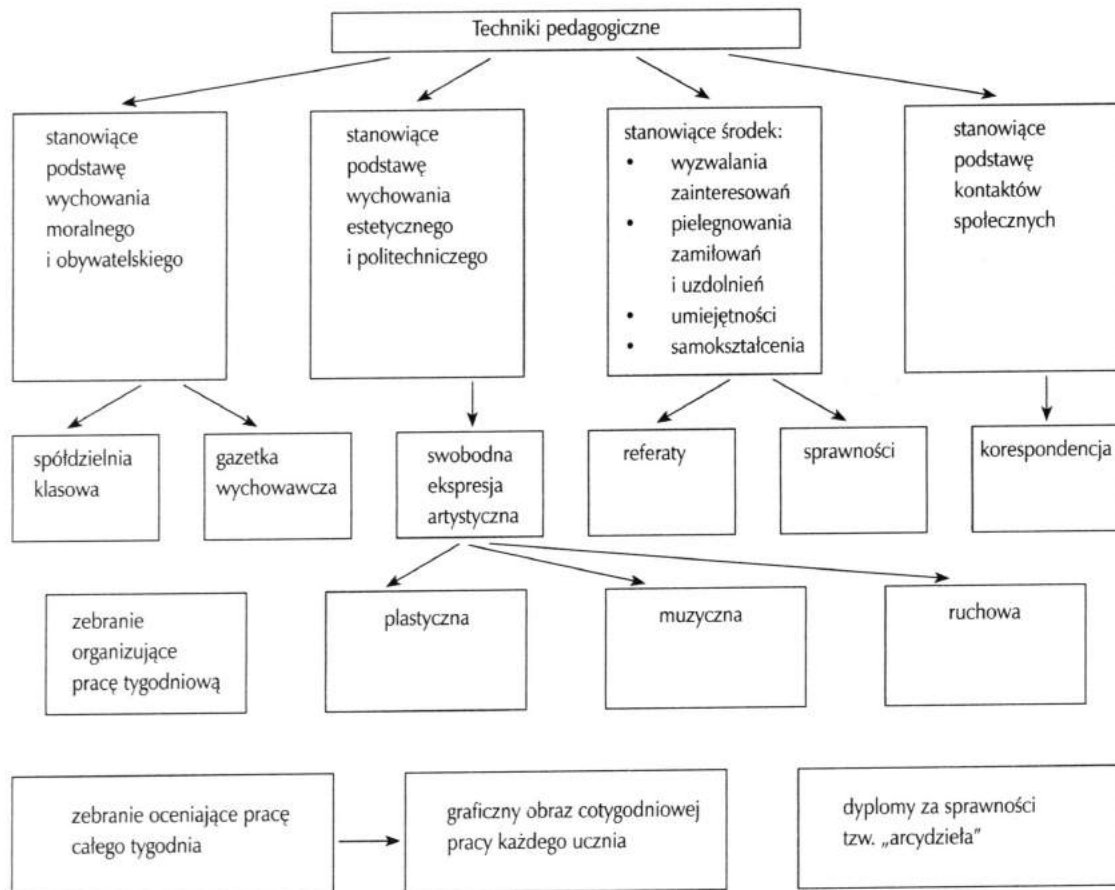 Techniki pedagogiczne
stanowiące
podstawę
wychowania
moralnego
i obywatelskiego
stanowiące
podstawę
wychowania
estetycznego
i politechniczego
stanowiące środek:
• wyzwalania
zainteresowań
• pielegnowania
zamiłowań
i uzdolnień
• umiejętności
• samokształcenia
stanowiące
podstawę
kontaktów
społecznych
spółdzielnia
klasowa
gazetka
wychowawcza
swobodna
ekspresja
artystyczna
referaty
sprawności
korespondencja
zebranie
organizujące
pracę tygodniową
plastyczna
muzyczna
ruchowa
zebranie oceniające pracę
całego tygodnia
graficzny obraz cotygodniowej
pracy każdego ucznia
dyplomy za sprawności
tzw. „arcydzieła”